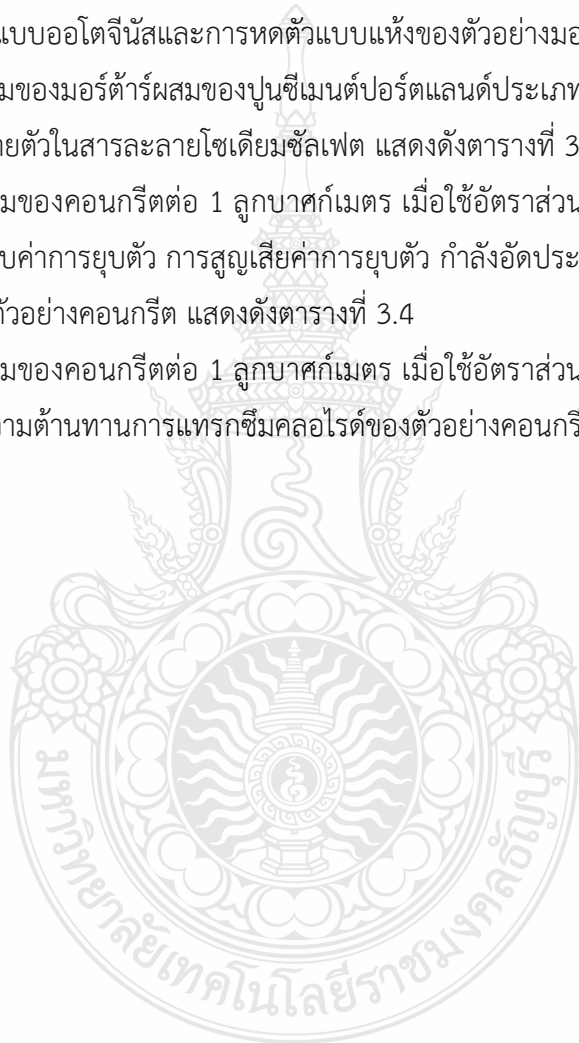 แบบออโตจีนัสและการหดตัวแบบแห้งของตัวอย่างมอ
มของมอร์ต้าร์ผสมของปูนซีเมนต์ปอร์ตแลนด์ประเภท
ายตัวในสารละลายโซเดียมซัลเฟต แสดงดังตารางที่ 3
มของคอนกรีตต่อ 1 ลูกบาศก์เมตร เมื่อใช้อัตราส่วน
บค่าการยุบตัว การสูญเสียค่าการยุบตัว กำลังอัดประ
ตัวอย่างคอนกรีต แสดงดังตารางที่ 3.4
มของคอนกรีตต่อ 1 ลูกบาศก์เมตร เมื่อใช้อัตราส่วน
ามต้านทานการแทรกซึมคลอไรด์ของตัวอย่างคอนกรี
มหาวิทยาลัยเทคโนโลยีราชมงคลธัญบุรี